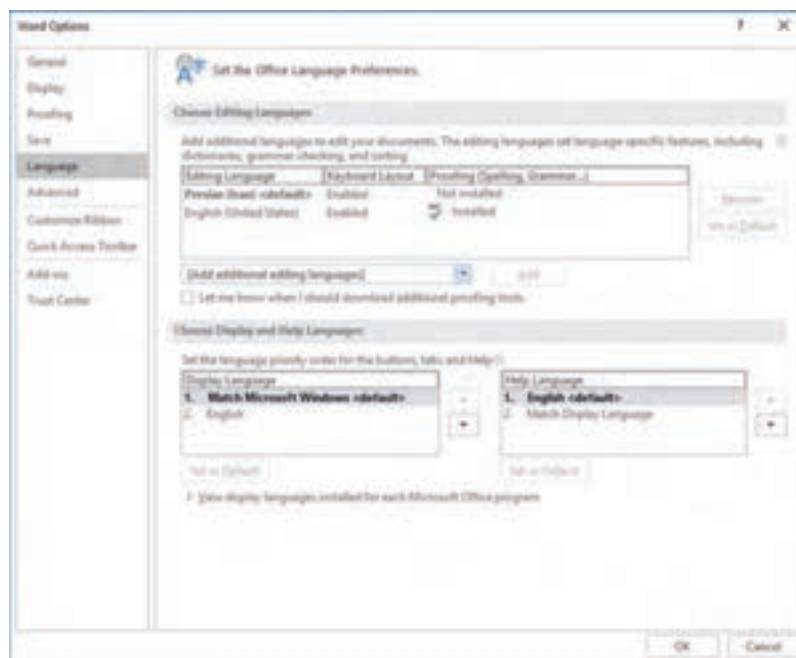 Word Options
?
General
Display
Proofing
Save
Language
Advanced
Customize Ribbon
Quick Access Toolbar
Add-ins
Trust Center
Set the Office Language Preferences.
Choose Editing Languages
Add additional languages to edit your documents. The editing languages set language-specific features, including
dictionaries, grammar checking, and sorting
Editing Language Keyboard Layout Proofing (Spelling, Grammar...)
Persian (Iran) <default> Enabled Not installed
English (United States) Enabled Installed
Remove
Set as Default
[Add additional editing languages] Add
Let me know when I should download additional proofing tools.
Choose Display and Help Languages
Set the language priority order for the buttons, tabs and Help
Display Language
1. Match Microsoft Windows <default>
2. English
Set as Default
Help Language
1. English <default>
2. Match Display Language
Set as Default
View display languages installed for each Microsoft Office program
OK Cancel